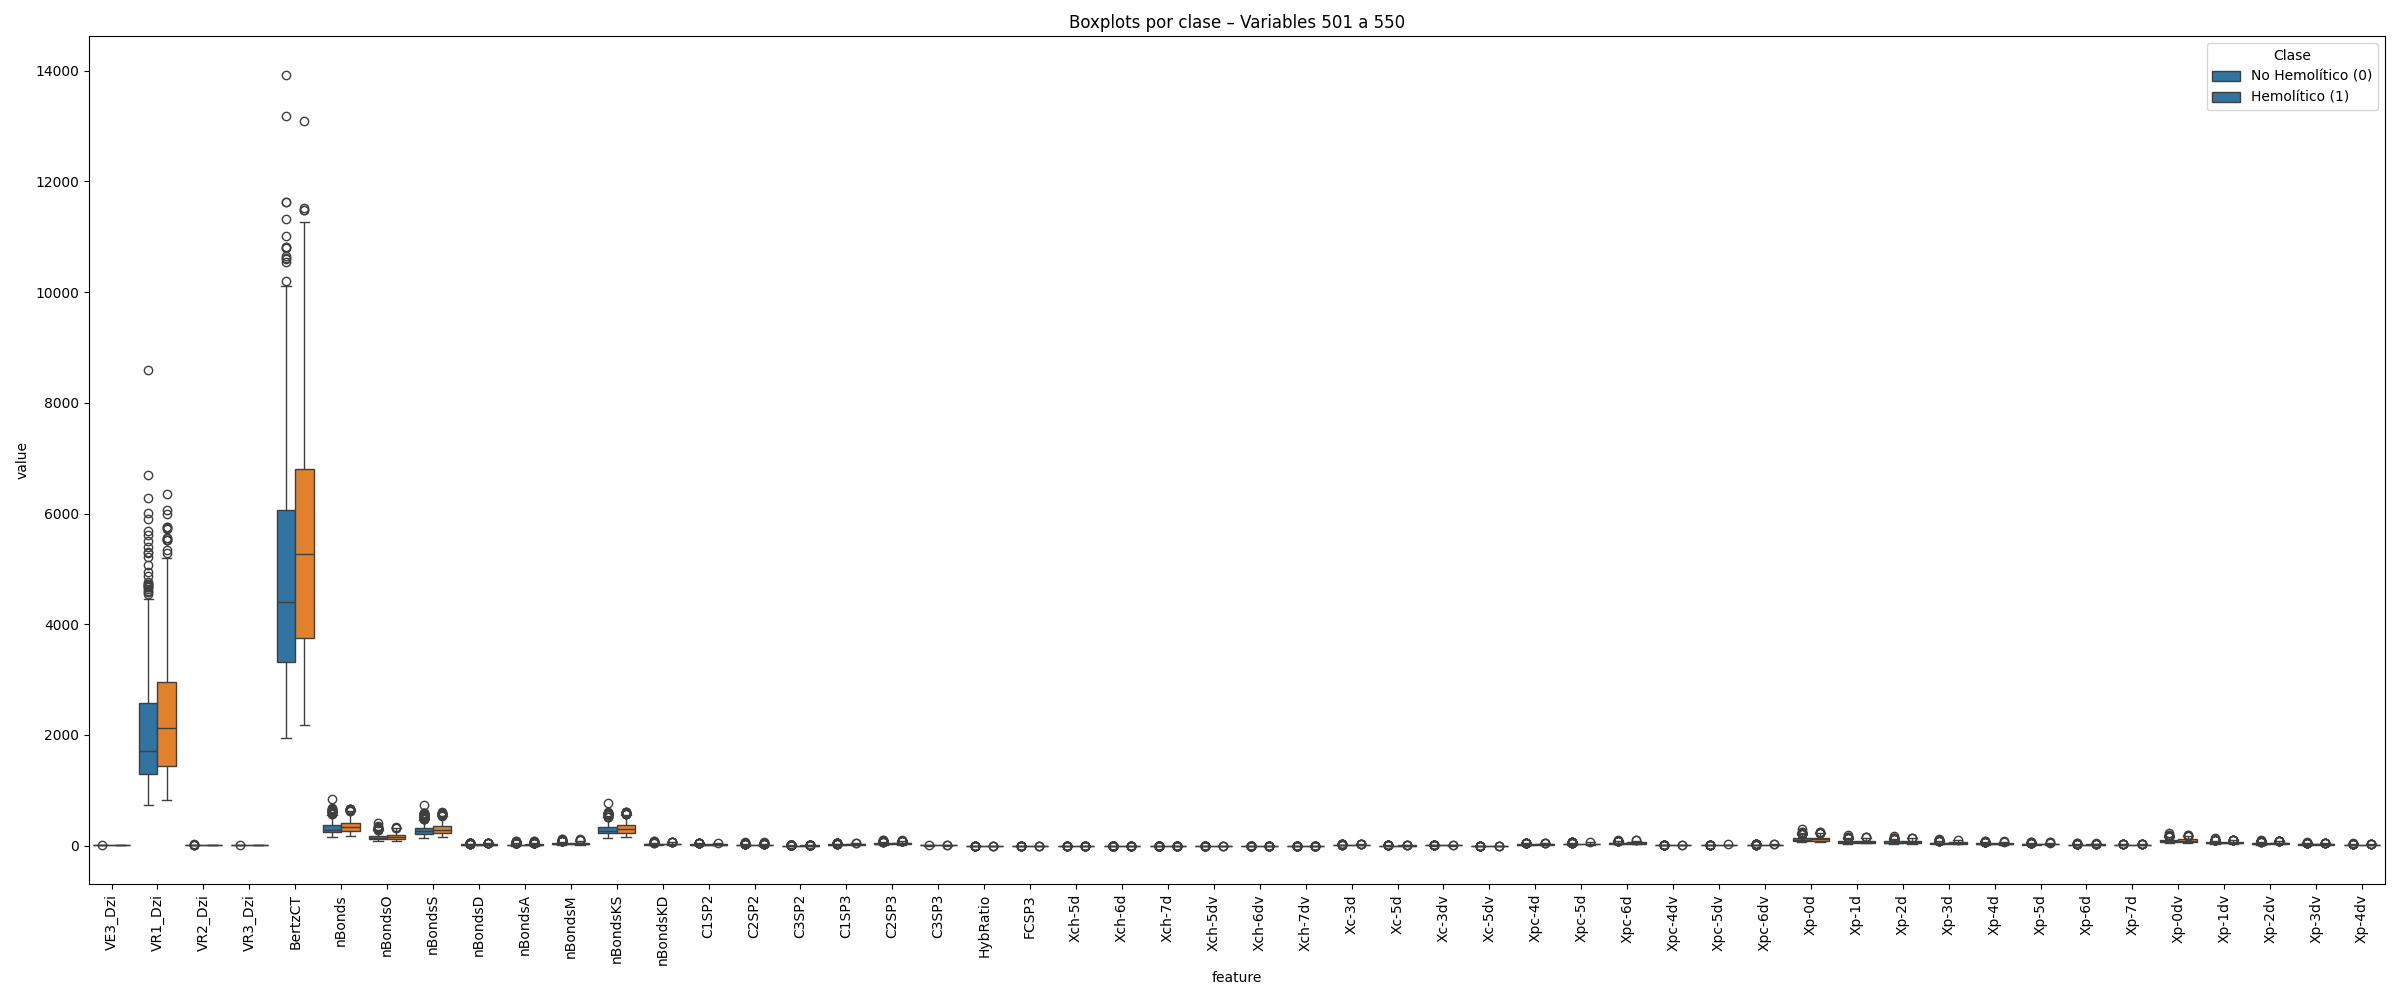 Boxplots por clase – Variables 501 a 550
Clase
No Hemolítico (0)
Hemolítico (1)
value
14000
12000
10000
8000
6000
4000
2000
0
VE3_Dzi
VR1_Dzi
VR2_Dzi
VR3_Dzi
BertzCT
nBonds
nBondsO
nBondsS
nBondsD
nBondsA
nBondsM
nBondsKS
nBondsKD
C1SP2
C2SP2
C3SP2
C1SP3
C2SP3
C3SP3
HybRatio
FCSP3
Xch-5d
Xch-6d
Xch-7d
Xch-5dv
Xch-6dv
Xch-7dv
Xc-3d
Xc-5d
Xc-3dv
Xc-5dv
Xpc-4d
Xpc-5d
Xpc-6d
Xpc-4dv
Xpc-5dv
Xpc-6dv
Xp-0d
Xp-1d
Xp-2d
Xp-3d
Xp-4d
Xp-5d
Xp-6d
Xp-7d
Xp-0dv
Xp-1dv
Xp-2dv
Xp-3dv
Xp-4dv
feature